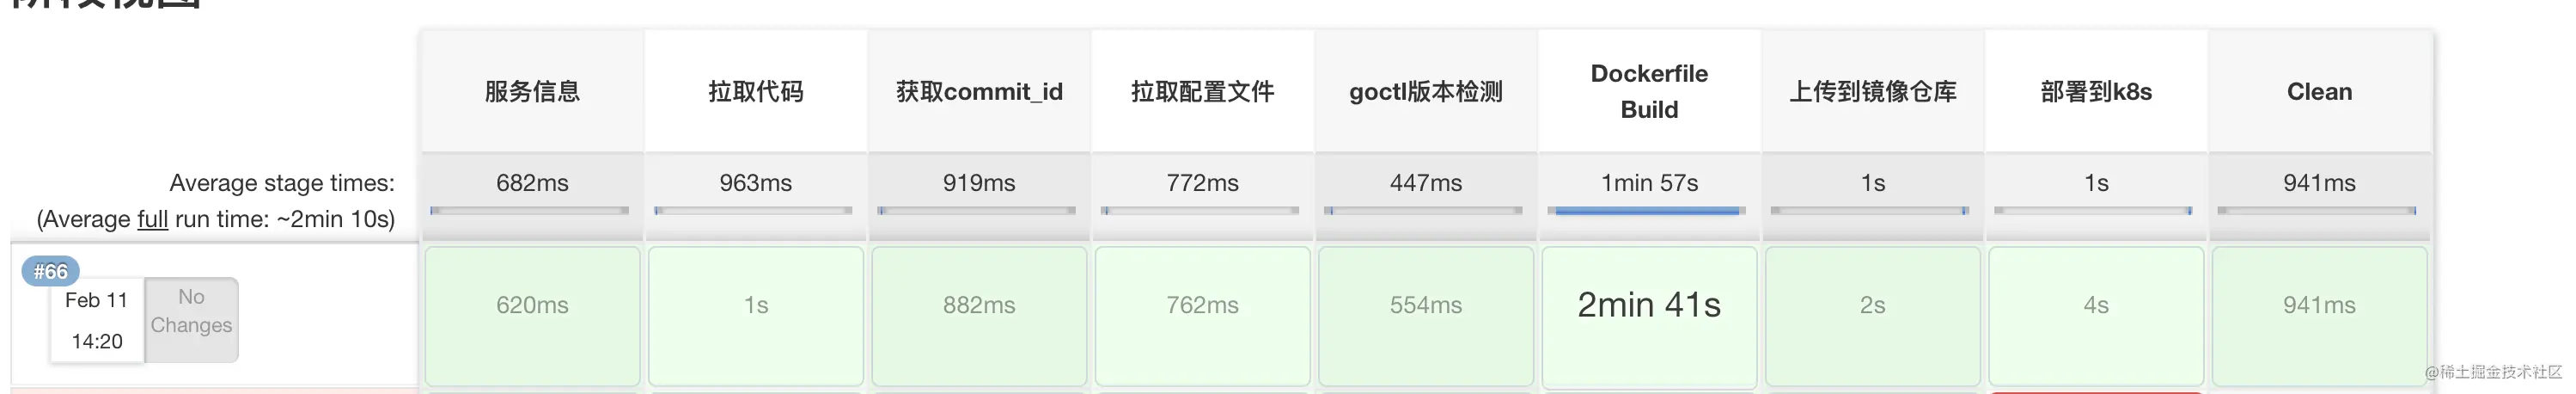 阶段视图
服务信息
拉取代码
获取commit_id
拉取配置文件
goctl版本检测
Dockerfile
Build
上传到镜像仓库
部署到k8s
Clean
Average stage times:
682ms
963ms
919ms
772ms
447ms
1min 57s
1s
1s
941ms
(Average full run time: ~2min 10s)
#66
Feb 11
14:20
No
Changes
620ms
1s
882ms
762ms
554ms
2min 41s
2s
4s
941ms
@稀土掘金技术社区